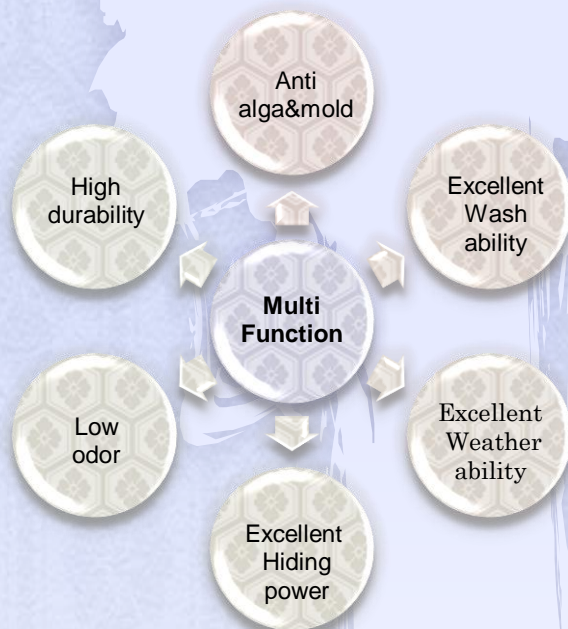 Anti
alga&mold
High
durability
Excellent
Wash
ability
Multi
Function
Low
odor
Excellent
Weather
ability
Excellent
Hiding
power